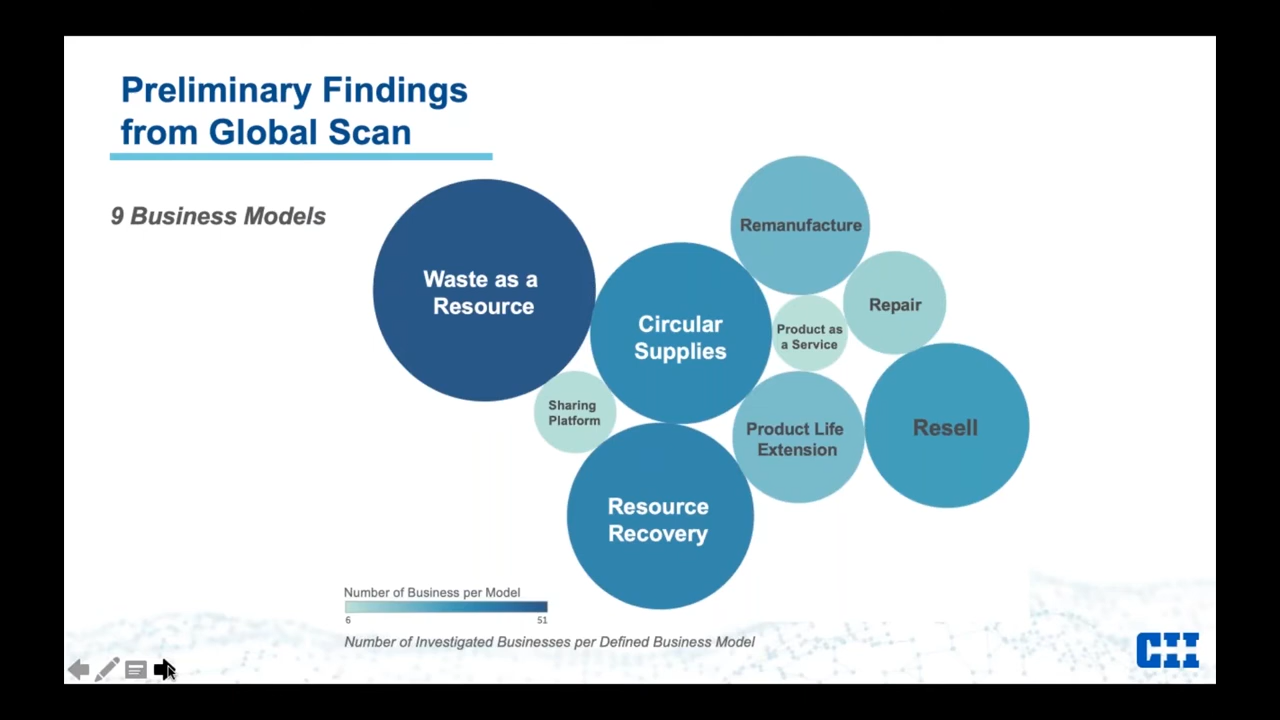 Preliminary Findings
from Global Scan
9 Business Models
Waste as a
Resource
Circular
Supplies
Remanufacture
Repair
Product as
a Service
Sharing
Platform
Product Life
Extension
Resell
Resource
Recovery
Number of Business per Model
6 51
Number of Investigated Businesses per Defined Business Model
CII